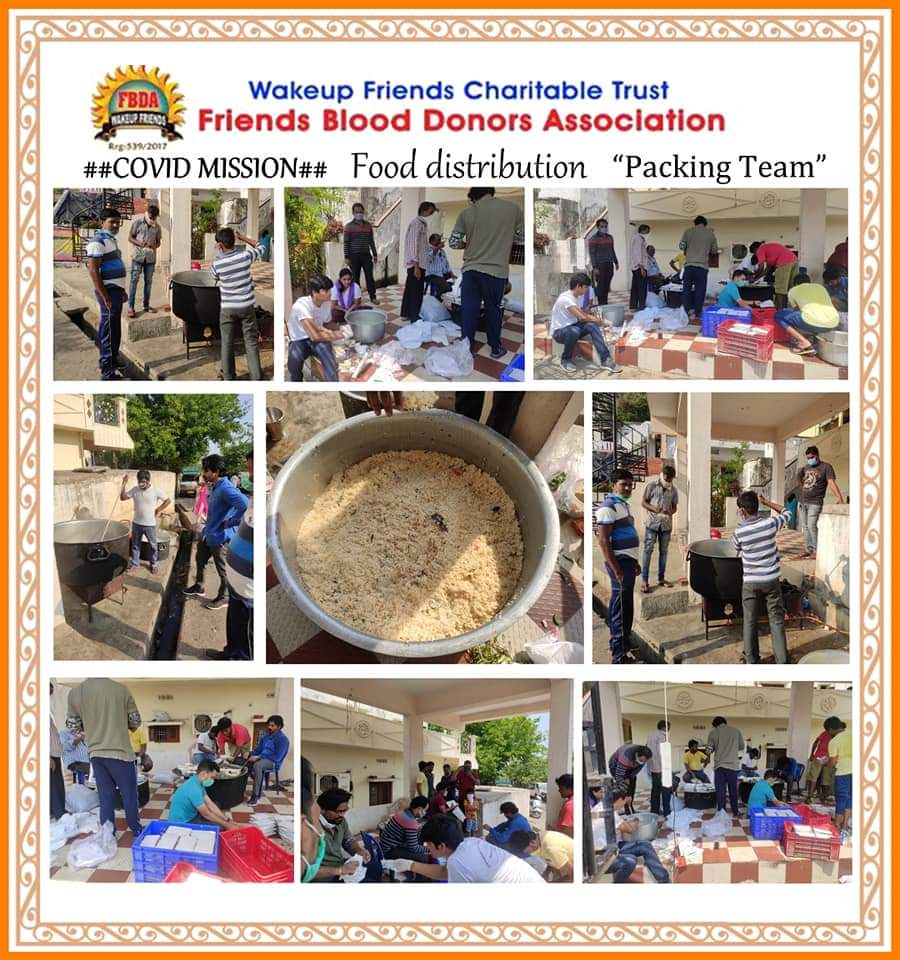 Wakeup Friends Charitable Trust
FBDA
WAKEUP FRIENDS
Friends Blood Donors Association
Rrg:539/2017
##COVID MISSION## Food distribution “Packing Team”